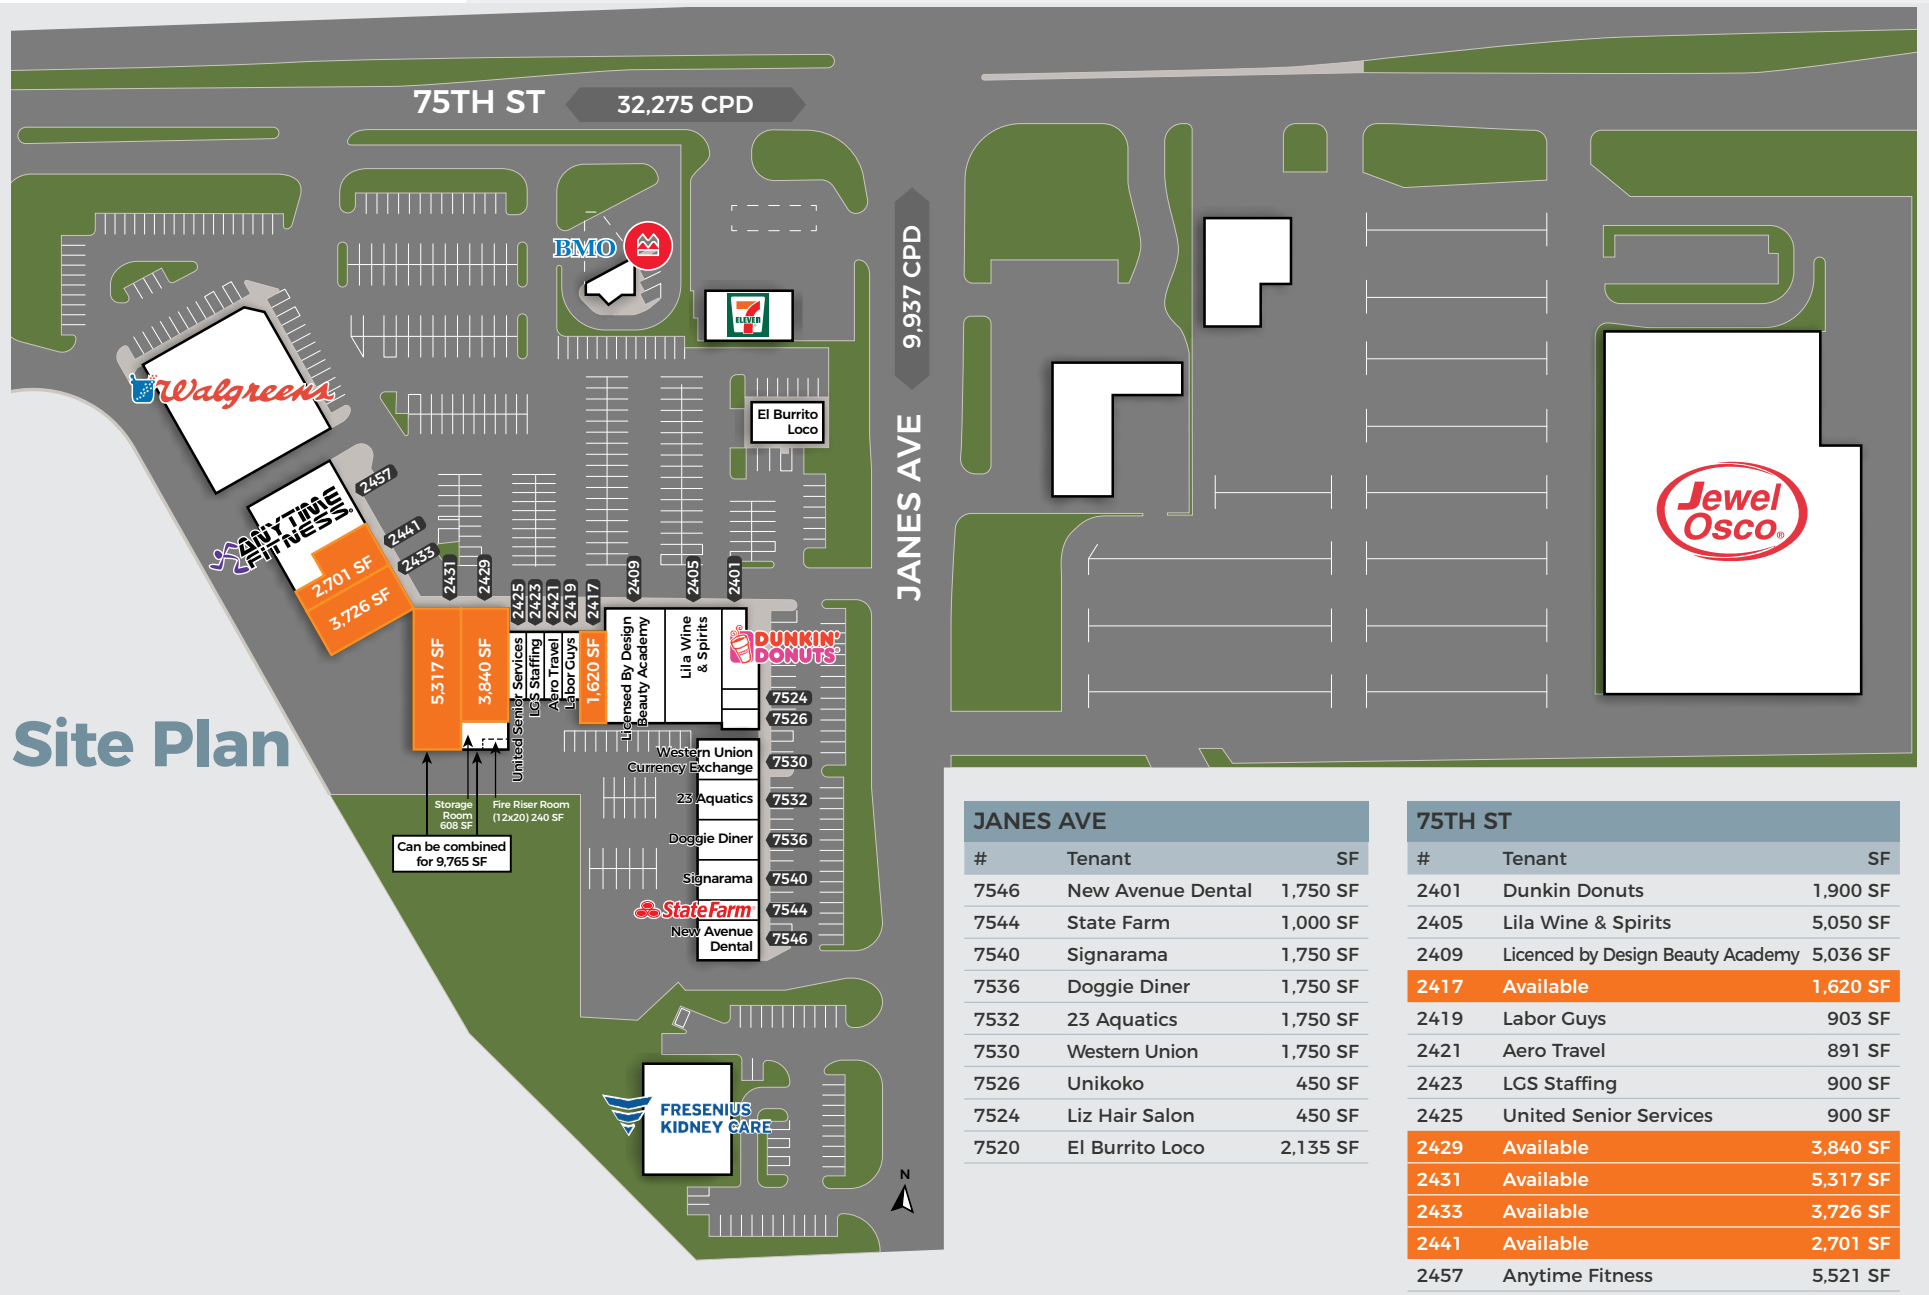 75TH ST
32,275 CPD
BMO
7
ELEVEN
9,937 CPD
JANES AVE
Walgreens
El Burrito
Loco
2457
ANYTIME
FITNESS®
2441
2433
2,701 SF
3,726 SF
2431
2429
2425
2423
2421
2419
2417
2409
2405
2401
5,317 SF
3,840 SF
United Senior Services
LGS Staffing
Aero Travel
Labor Guys
1,620 SF
Licensed By Design
Beauty Academy
Lila Wine
& Spirits
DUNKIN'
DONUTS
7524
7526
Jewel
Osco®
Site Plan
Western Union
Currency Exchange
7530
23 Aquatics
7532
Doggie Diner
7536
Signarama
7540
State Farm
7544
New Avenue
Dental
7546
Storage
Room
608 SF
Fire Riser Room
(12x20) 240 SF
Can be combined
for 9,765 SF
FRESENIUS
KIDNEY CARE
N
JANES AVE
# Tenant SF
7546 New Avenue Dental 1,750 SF
7544 State Farm 1,000 SF
7540 Signarama 1,750 SF
7536 Doggie Diner 1,750 SF
7532 23 Aquatics 1,750 SF
7530 Western Union 1,750 SF
7526 Unikoko 450 SF
7524 Liz Hair Salon 450 SF
7520 El Burrito Loco 2,135 SF
75TH ST
# Tenant SF
2401 Dunkin Donuts 1,900 SF
2405 Lila Wine & Spirits 5,050 SF
2409 Licenced by Design Beauty Academy 5,036 SF
2417 Available 1,620 SF
2419 Labor Guys 903 SF
2421 Aero Travel 891 SF
2423 LGS Staffing 900 SF
2425 United Senior Services 900 SF
2429 Available 3,840 SF
2431 Available 5,317 SF
2433 Available 3,726 SF
2441 Available 2,701 SF
2457 Anytime Fitness 5,521 SF